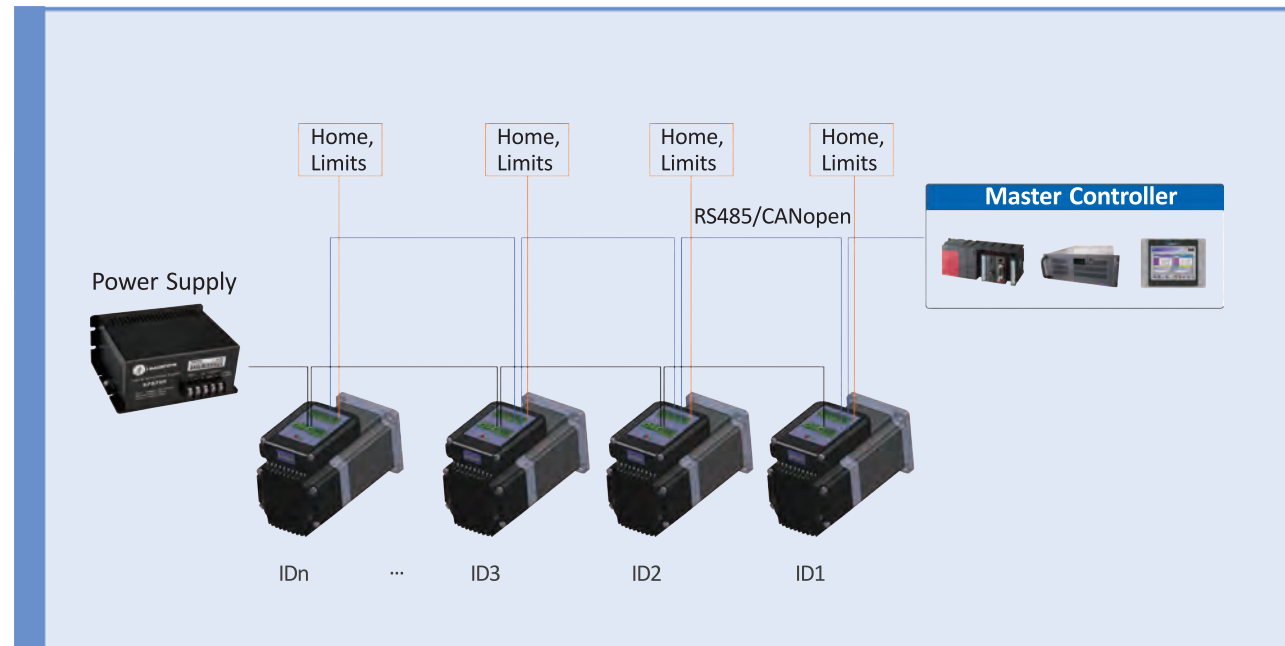 Home,
Limits
Home,
Limits
Home,
Limits
Home,
Limits
Master Controller
RS485/CANopen
Power Supply
IDn
...
ID3
ID2
ID1